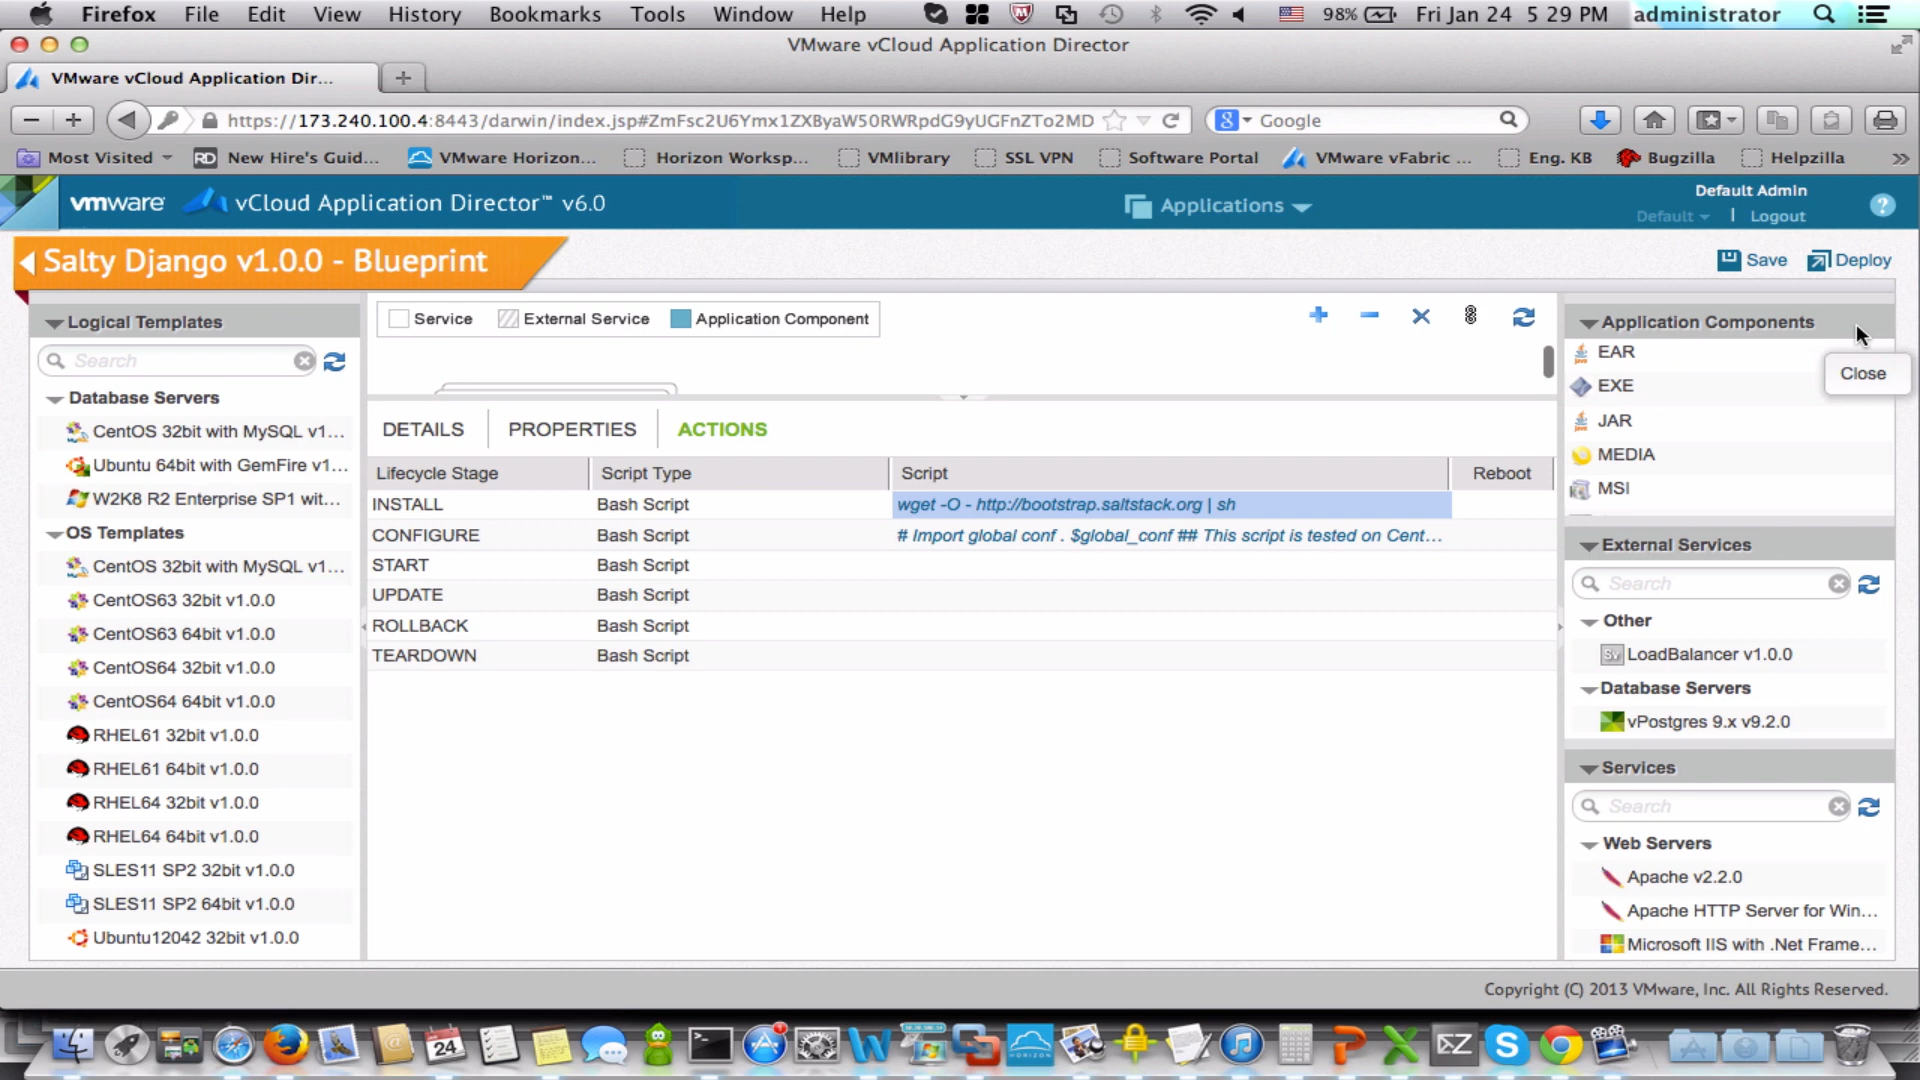 Firefox File Edit View History Bookmarks Tools Window Help 98% Fri Jan 24 5 29 PM administrator
VMware vCloud Application Director
VMware vCloud Application Dir...
https://173.240.100.4:8443/darwin/index.jsp#ZmFsc2U6Ymx1ZXByaW50RWRpdG9yUGFnZTo2MD Google
Most Visited RD New Hire's Guid... VMware Horizon... Horizon Worksp... VMlibrary SSL VPN Software Portal VMware vFabric ... Eng. KB Bugzilla Helpzilla
vmware vCloud Application Director™ v6.0 Applications
Default Admin
Default | Logout
Salty Django v1.0.0 - Blueprint
Save Deploy
Logical Templates
Search
Database Servers
CentOS 32bit with MySQL v1...
Ubuntu 64bit with GemFire v1...
W2K8 R2 Enterprise SP1 wit...
OS Templates
CentOS 32bit with MySQL v1...
CentOS63 32bit v1.0.0
CentOS63 64bit v1.0.0
CentOS64 32bit v1.0.0
CentOS64 64bit v1.0.0
RHEL61 32bit v1.0.0
RHEL61 64bit v1.0.0
RHEL64 32bit v1.0.0
RHEL64 64bit v1.0.0
SLES11 SP2 32bit v1.0.0
SLES11 SP2 64bit v1.0.0
Ubuntu12042 32bit v1.0.0
Service External Service Application Component
DETAILS PROPERTIES ACTIONS
Lifecycle Stage Script Type Script Reboot
INSTALL Bash Script wget -O - http://bootstrap.saltstack.org | sh
CONFIGURE Bash Script # Import global conf . $global_conf ## This script is tested on Cent...
START Bash Script
UPDATE Bash Script
ROLLBACK Bash Script
TEARDOWN Bash Script
Application Components
EAR
EXE
JAR
MEDIA
MSI
Close
External Services
Search
Other
Sv LoadBalancer v1.0.0
Database Servers
vPostgres 9.x v9.2.0
Services
Search
Web Servers
Apache v2.2.0
Apache HTTP Server for Win...
Microsoft IIS with .Net Frame...
Copyright (C) 2013 VMware, Inc. All Rights Reserved.
24
HORIZON